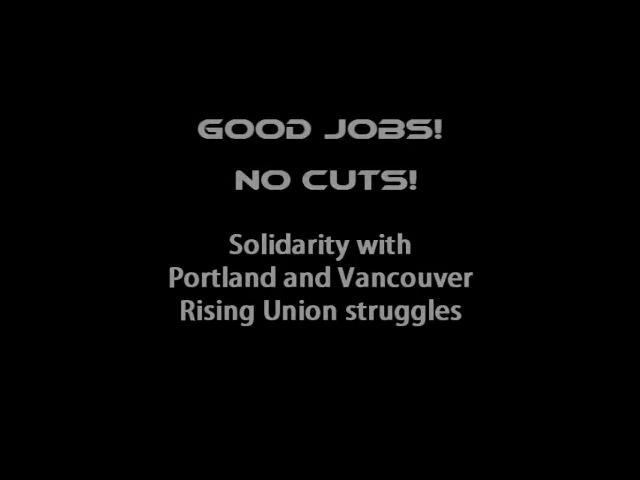 GOOD JOBS!
NO CUTS!
Solidarity with
Portland and Vancouver
Rising Union struggles